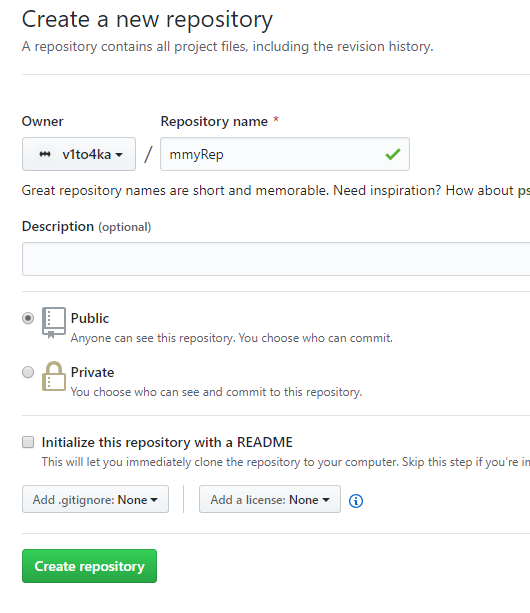 Create a new repository
A repository contains all project files, including the revision history.
Owner Repository name *
v1to4ka / mmyRep
Great repository names are short and memorable. Need inspiration? How about ps
Description (optional)
Public
Anyone can see this repository. You choose who can commit.
Private
You choose who can see and commit to this repository.
Initialize this repository with a README
This will let you immediately clone the repository to your computer. Skip this step if you're
Add .gitignore: None Add a license: None
Create repository